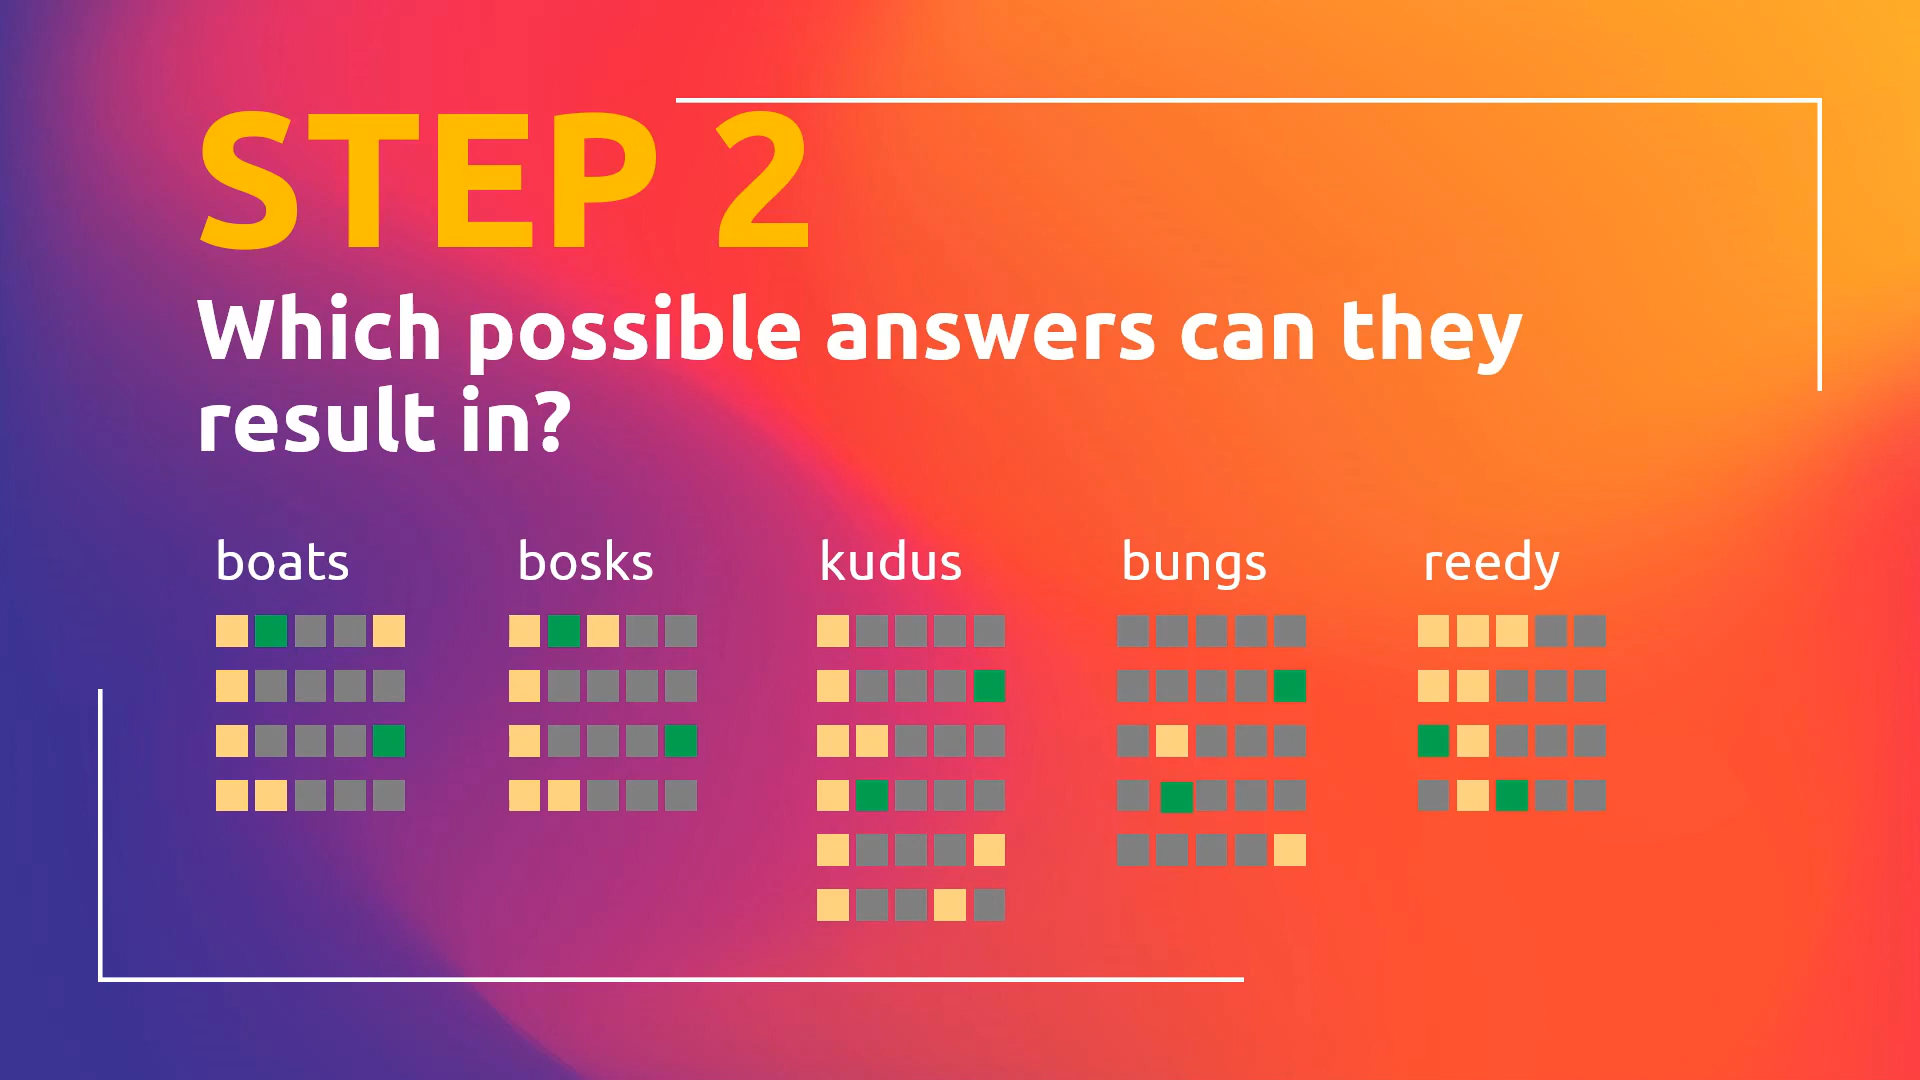 STEP 2
Which possible answers can they
result in?
boats bosks kudus bungs reedy